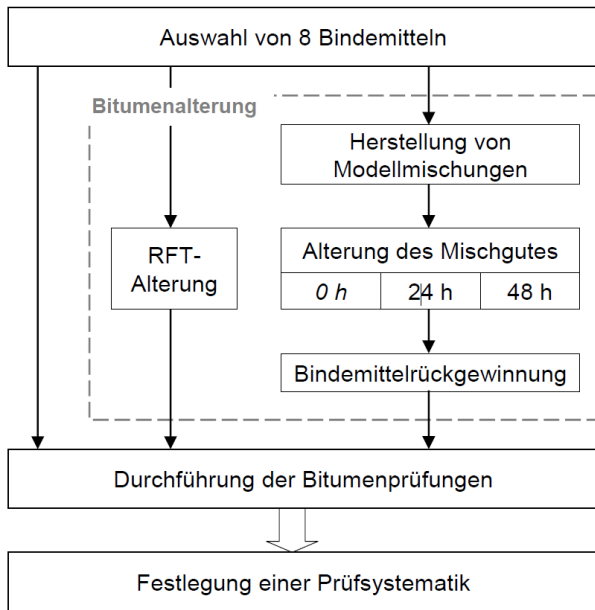 Auswahl von 8 Bindemitteln
Bitumenalterung
Herstellung von
Modellmischungen
RFT-
Alterung
Alterung des Mischgutes
0 h 24 h 48 h
Bindemittelrückgewinnung
Durchführung der Bitumenprüfungen
Festlegung einer Prüfsystematik